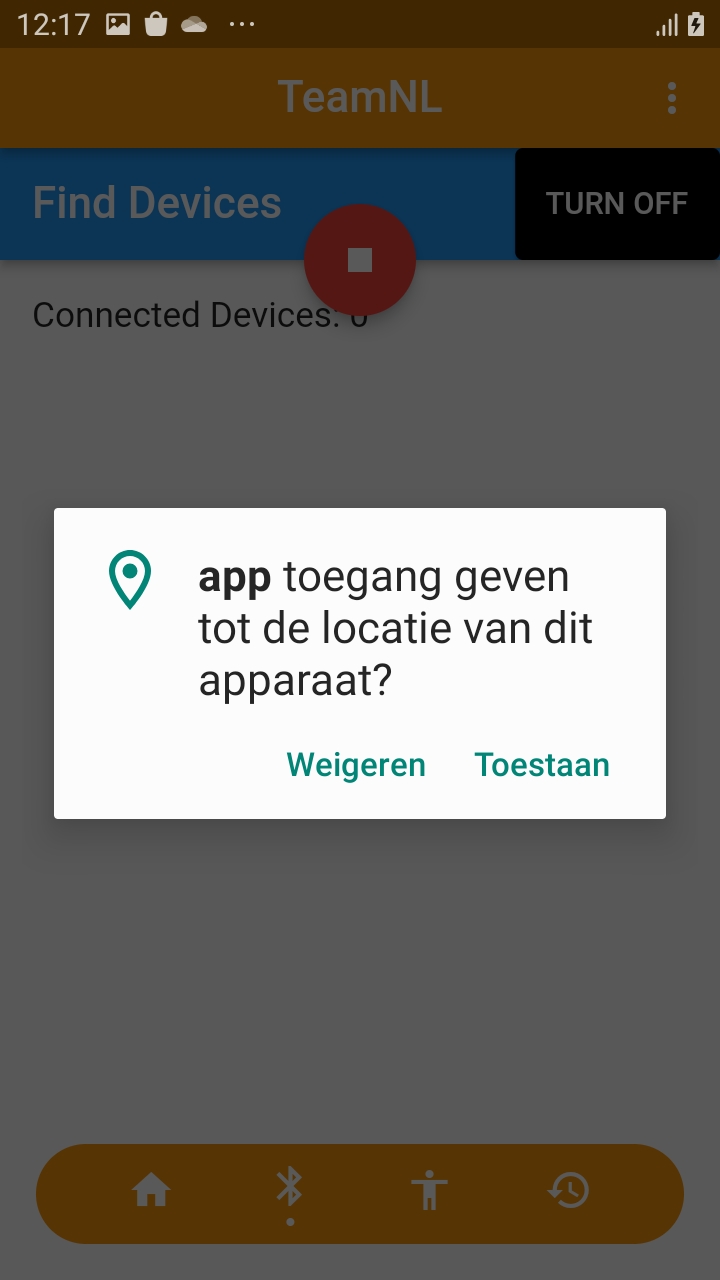 12:17
TeamNL
Find Devices
TURN OFF
Connected Devices: 0
app toegang geven
tot de locatie van dit
apparaat?
Weigeren Toestaan